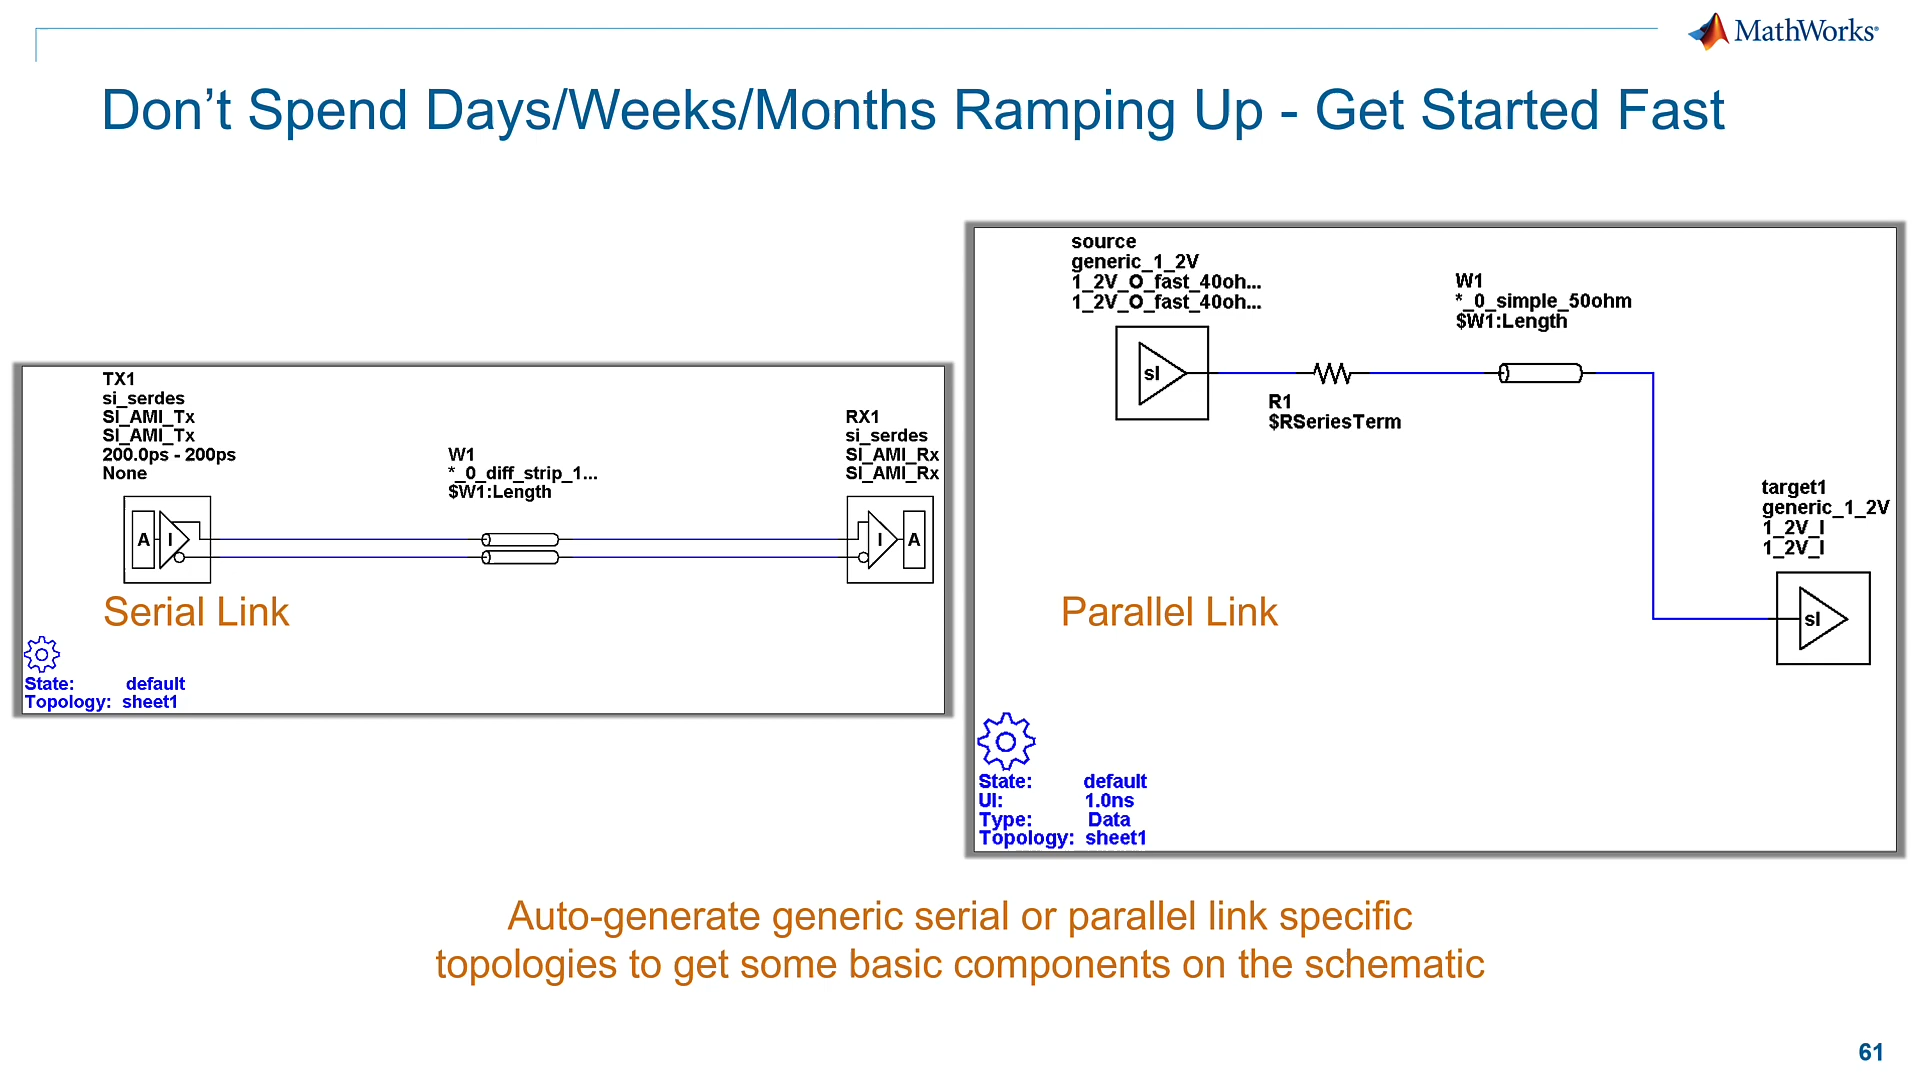 MathWorks®
Don't Spend Days/Weeks/Months Ramping Up - Get Started Fast
TX1
si_serdes
SI_AMI_Tx
SI_AMI_Tx
200.0ps - 200ps
None
W1
*_0_diff_strip_1...
$W1:Length
RX1
si_serdes
SI_AMI_Rx
SI_AMI_Rx
A
I
I
A
Serial Link
State: default
Topology: sheet1
source
generic_1_2V
1_2V_O_fast_40oh...
1_2V_O_fast_40oh...
W1
*_0_simple_50ohm
$W1:Length
sI
R1
$RSeriesTerm
target1
generic_1_2V
1_2V_I
1_2V_I
sI
Parallel Link
State: default
UI: 1.0ns
Type: Data
Topology: sheet1
Auto-generate generic serial or parallel link specific
topologies to get some basic components on the schematic
61